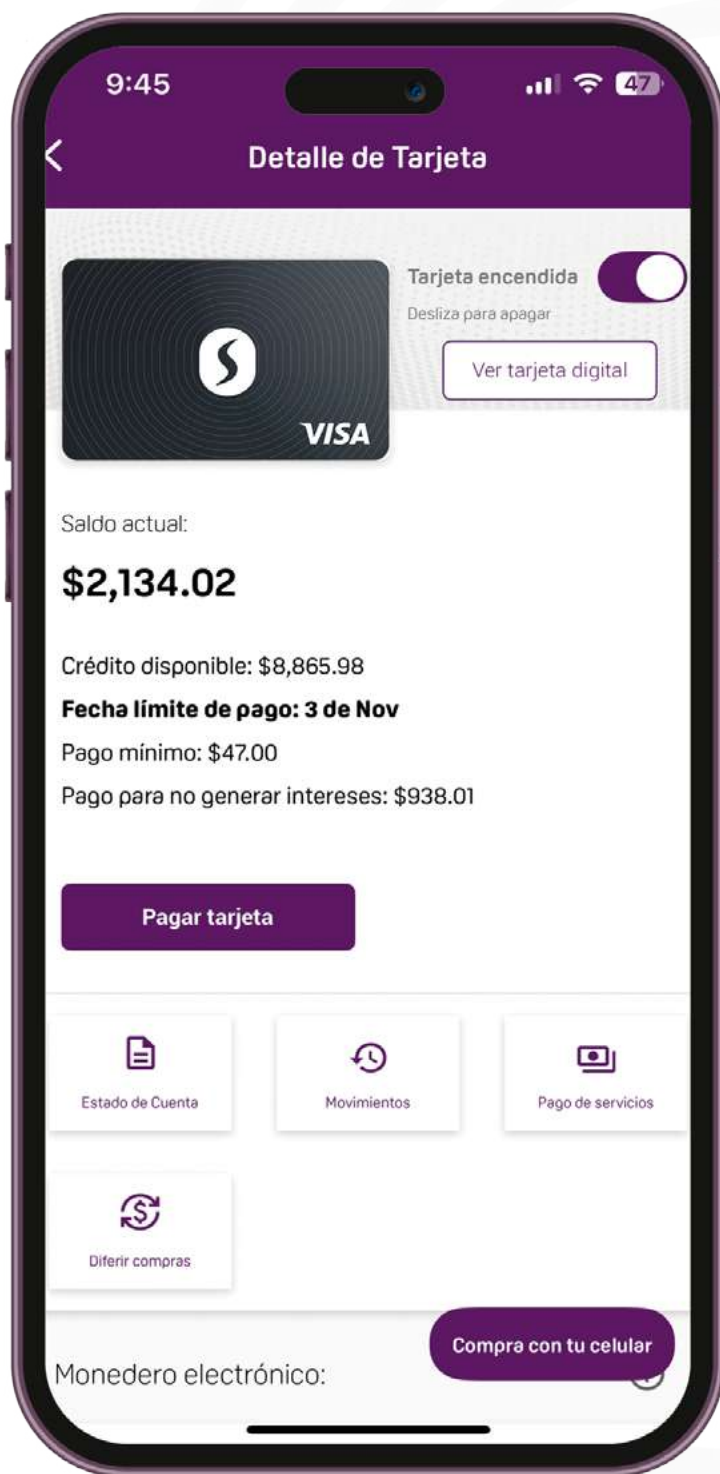 9:45
47
Detalle de Tarjeta
Tarjeta encendida
Desliza para apagar
Ver tarjeta digital
VISA
Saldo actual:
$2,134.02
Crédito disponible: $8,865.98
Fecha límite de pago: 3 de Nov
Pago mínimo: $47.00
Pago para no generar intereses: $938.01
Pagar tarjeta
Estado de Cuenta
Movimientos
Pago de servicios
Diferir compras
Compra con tu celular
Monedero electrónico: